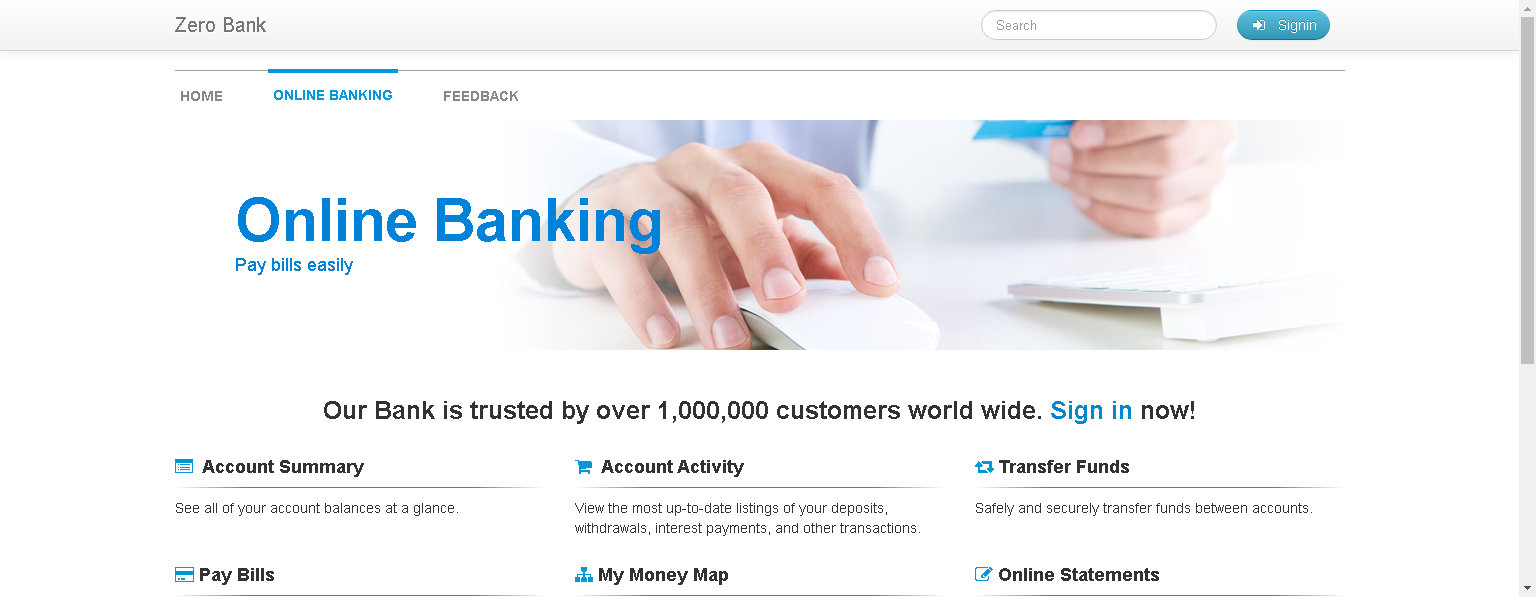 Zero Bank
Search
Signin
HOME
ONLINE BANKING
FEEDBACK
Online Banking
Pay bills easily
Our Bank is trusted by over 1,000,000 customers world wide. Sign in now!
Account Summary
See all of your account balances at a glance.
Account Activity
View the most up-to-date listings of your deposits,
withdrawals, interest payments, and other transactions.
Transfer Funds
Safely and securely transfer funds between accounts.
Pay Bills
My Money Map
Online Statements